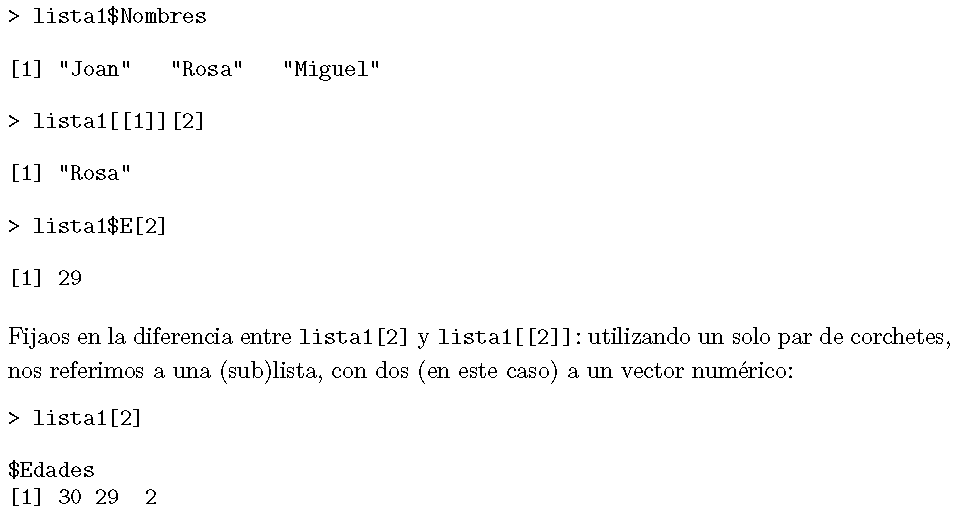 > lista1$Nombres
[1] "Joan"   "Rosa"   "Miguel"
> lista1[[1]][2]
[1] "Rosa"
> lista1$E[2]
[1] 29
Fijaos en la diferencia entre lista1[2] y lista1[[2]]: utilizando un solo par de corchetes,
nos referimos a una (sub)lista, con dos (en este caso) a un vector numérico:
> lista1[2]
$Edades
[1] 30 29  2